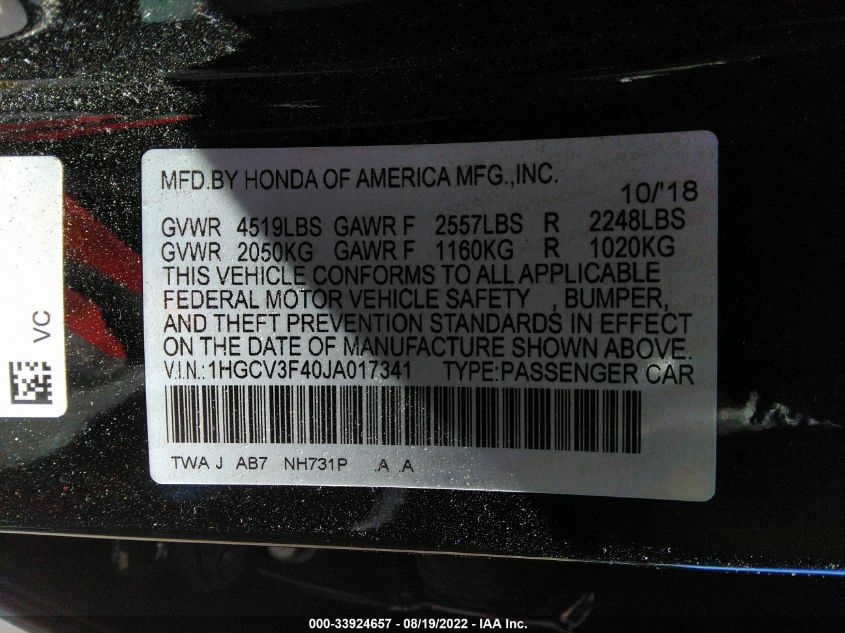 MFD.BY HONDA OF AMERICA MFG.,INC. 10/'18
GVWR 4519LBS GAWR F 2557LBS R 2248LBS
GVWR 2050KG GAWR F 1160KG R 1020KG
THIS VEHICLE CONFORMS TO ALL APPLICABLE
FEDERAL MOTOR VEHICLE SAFETY , BUMPER,
AND THEFT PREVENTION STANDARDS IN EFFECT
ON THE DATE OF MANUFACTURE SHOWN ABOVE.
V.I.N.:1HGCV3F40JA017341 TYPE:PASSENGER CAR
TWA J AB7 NH731P .A .A
VC
000-33924657 - 08/19/2022 - IAA Inc.